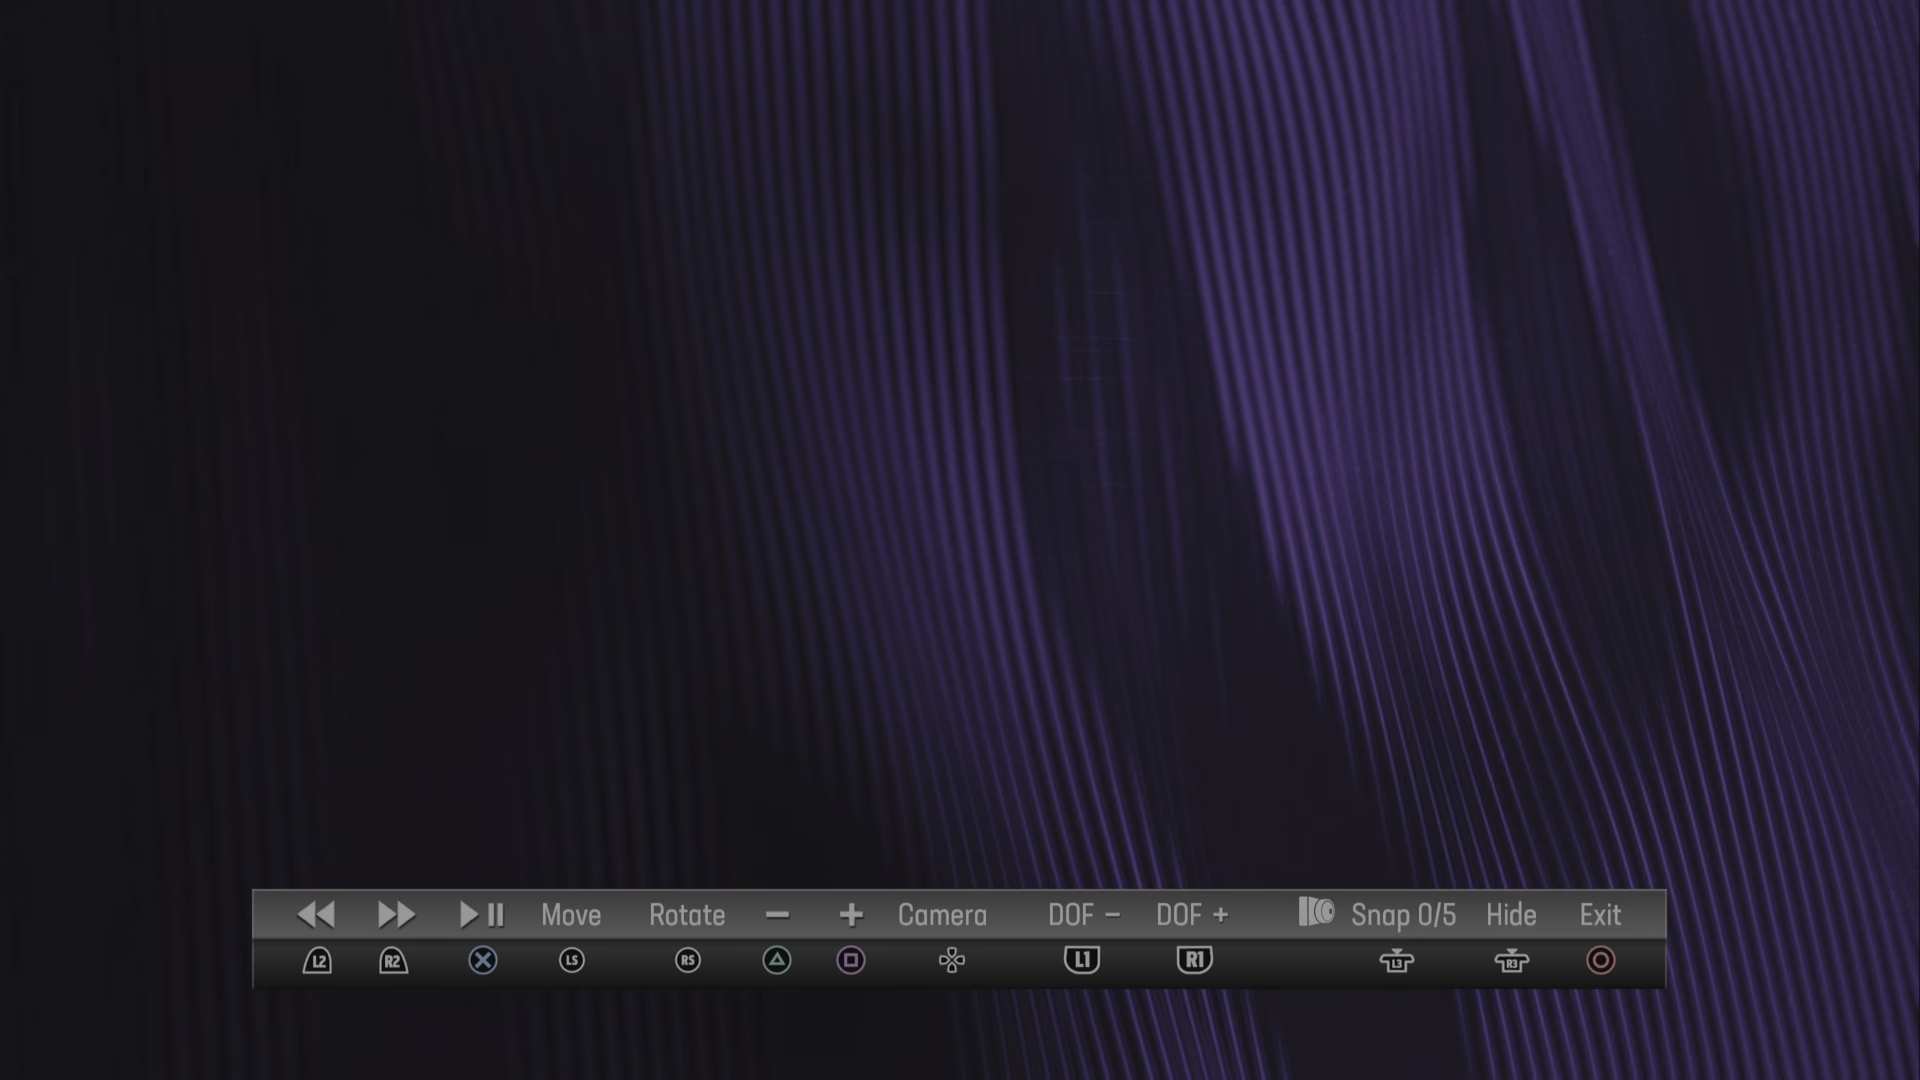 Move Rotate − + Camera DOF − DOF + Snap 0/5 Hide Exit
L2 R2 LS RS L1 R1 L3 R3